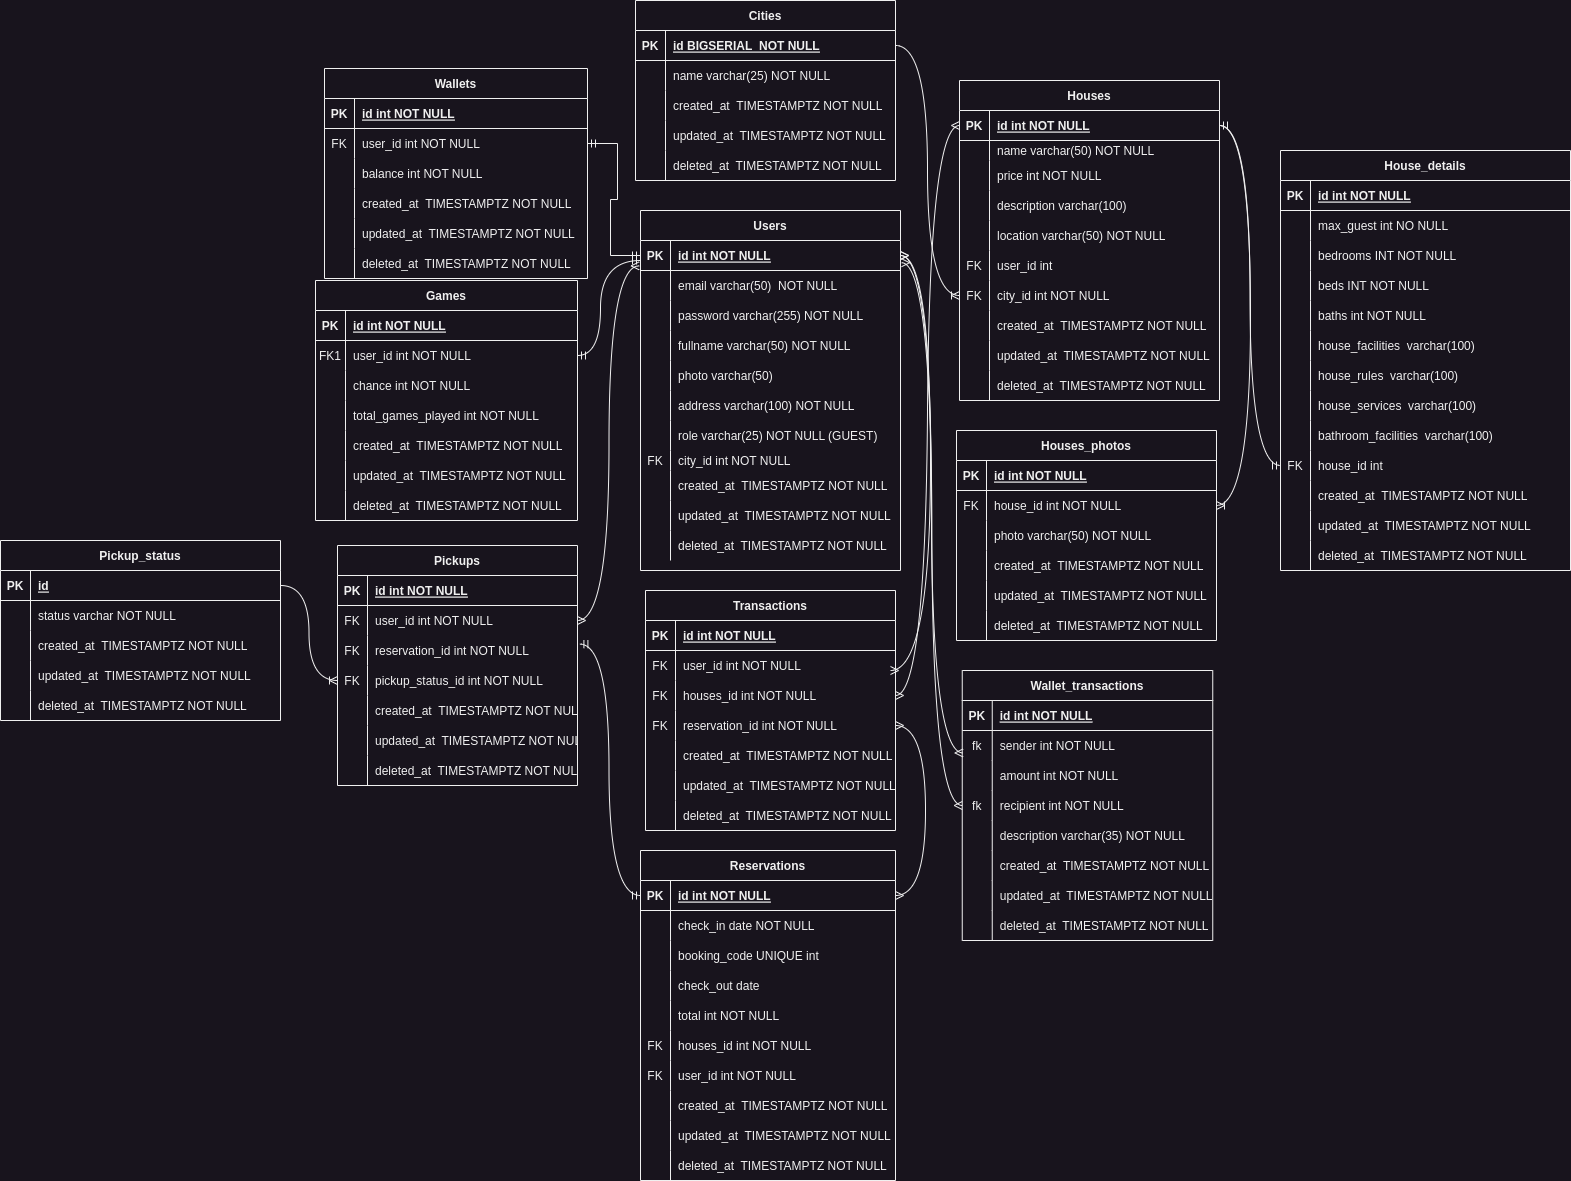 Cities
PK id BIGSERIAL  NOT NULL
name varchar(25) NOT NULL
created_at  TIMESTAMPTZ NOT NULL
updated_at  TIMESTAMPTZ NOT NULL
deleted_at  TIMESTAMPTZ NOT NULL
Wallets
PK id int NOT NULL
FK user_id int NOT NULL
balance int NOT NULL
created_at  TIMESTAMPTZ NOT NULL
updated_at  TIMESTAMPTZ NOT NULL
deleted_at  TIMESTAMPTZ NOT NULL
Houses
PK id int NOT NULL
name varchar(50) NOT NULL
price int NOT NULL
description varchar(100)
location varchar(50) NOT NULL
FK user_id int
FK city_id int NOT NULL
created_at  TIMESTAMPTZ NOT NULL
updated_at  TIMESTAMPTZ NOT NULL
deleted_at  TIMESTAMPTZ NOT NULL
House_details
PK id int NOT NULL
max_guest int NO NULL
bedrooms INT NOT NULL
beds INT NOT NULL
baths int NOT NULL
house_facilities  varchar(100)
house_rules  varchar(100)
house_services  varchar(100)
bathroom_facilities  varchar(100)
FK house_id int
created_at  TIMESTAMPTZ NOT NULL
updated_at  TIMESTAMPTZ NOT NULL
deleted_at  TIMESTAMPTZ NOT NULL
Users
PK id int NOT NULL
email varchar(50)  NOT NULL
password varchar(255) NOT NULL
fullname varchar(50) NOT NULL
photo varchar(50)
address varchar(100) NOT NULL
role varchar(25) NOT NULL (GUEST)
FK city_id int NOT NULL
created_at  TIMESTAMPTZ NOT NULL
updated_at  TIMESTAMPTZ NOT NULL
deleted_at  TIMESTAMPTZ NOT NULL
Games
PK id int NOT NULL
FK1 user_id int NOT NULL
chance int NOT NULL
total_games_played int NOT NULL
created_at  TIMESTAMPTZ NOT NULL
updated_at  TIMESTAMPTZ NOT NULL
deleted_at  TIMESTAMPTZ NOT NULL
Houses_photos
PK id int NOT NULL
FK house_id int NOT NULL
photo varchar(50) NOT NULL
created_at  TIMESTAMPTZ NOT NULL
updated_at  TIMESTAMPTZ NOT NULL
deleted_at  TIMESTAMPTZ NOT NULL
Pickup_status
PK id
status varchar NOT NULL
created_at  TIMESTAMPTZ NOT NULL
updated_at  TIMESTAMPTZ NOT NULL
deleted_at  TIMESTAMPTZ NOT NULL
Pickups
PK id int NOT NULL
FK user_id int NOT NULL
FK reservation_id int NOT NULL
FK pickup_status_id int NOT NULL
created_at  TIMESTAMPTZ NOT NUL
updated_at  TIMESTAMPTZ NOT NUL
deleted_at  TIMESTAMPTZ NOT NUL
Transactions
PK id int NOT NULL
FK user_id int NOT NULL
FK houses_id int NOT NULL
FK reservation_id int NOT NULL
created_at  TIMESTAMPTZ NOT NULL
updated_at  TIMESTAMPTZ NOT NULL
deleted_at  TIMESTAMPTZ NOT NULL
Wallet_transactions
PK id int NOT NULL
fk sender int NOT NULL
amount int NOT NULL
fk recipient int NOT NULL
description varchar(35) NOT NULL
created_at  TIMESTAMPTZ NOT NULL
updated_at  TIMESTAMPTZ NOT NULL
deleted_at  TIMESTAMPTZ NOT NULL
Reservations
PK id int NOT NULL
check_in date NOT NULL
booking_code UNIQUE int
check_out date
total int NOT NULL
FK houses_id int NOT NULL
FK user_id int NOT NULL
created_at  TIMESTAMPTZ NOT NULL
updated_at  TIMESTAMPTZ NOT NULL
deleted_at  TIMESTAMPTZ NOT NULL